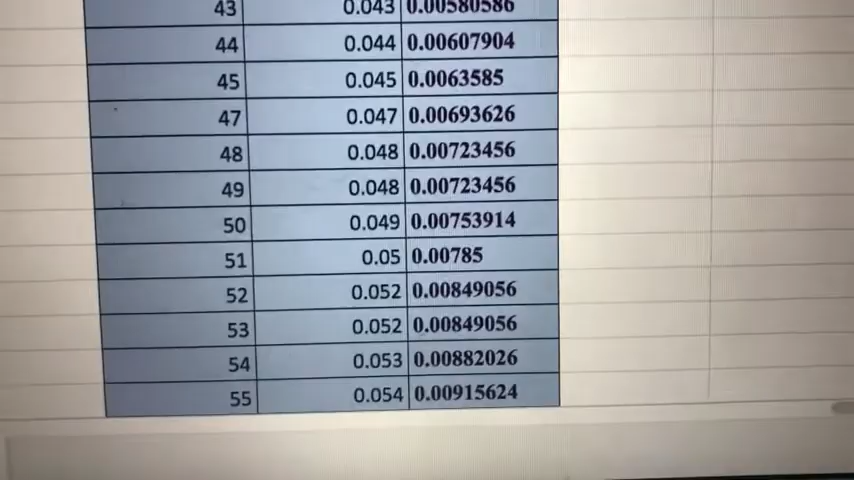 43 0.043 0.00580586
44 0.044 0.00607904
45 0.045 0.0063585
47 0.047 0.00693626
48 0.048 0.00723456
49 0.048 0.00723456
50 0.049 0.00753914
51 0.05 0.00785
52 0.052 0.00849056
53 0.052 0.00849056
54 0.053 0.00882026
55 0.054 0.00915624